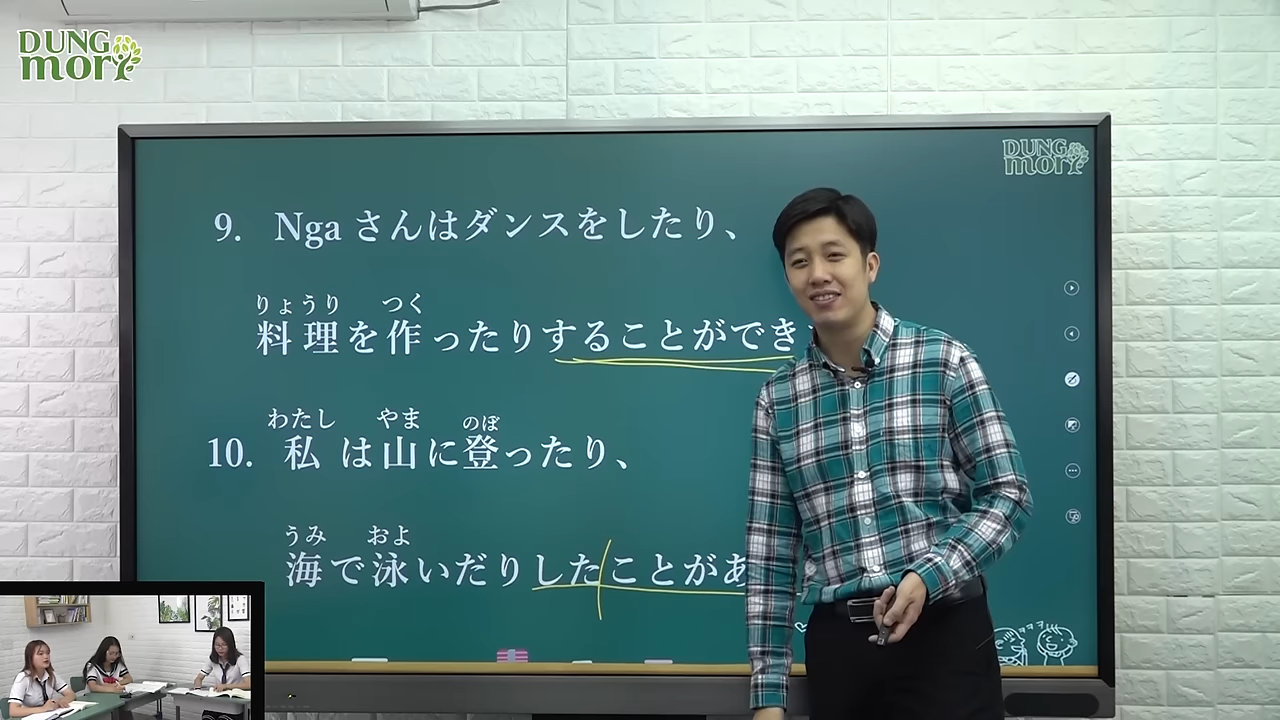 DUNG
mori
DUNG
mori
9. Nga さんはダンスをしたり、
りょうり つく
料理を作ったりすることができ
わたし やま のぼ
10. 私は山に登ったり、
うみ およ
海で泳いだりしたことがあ